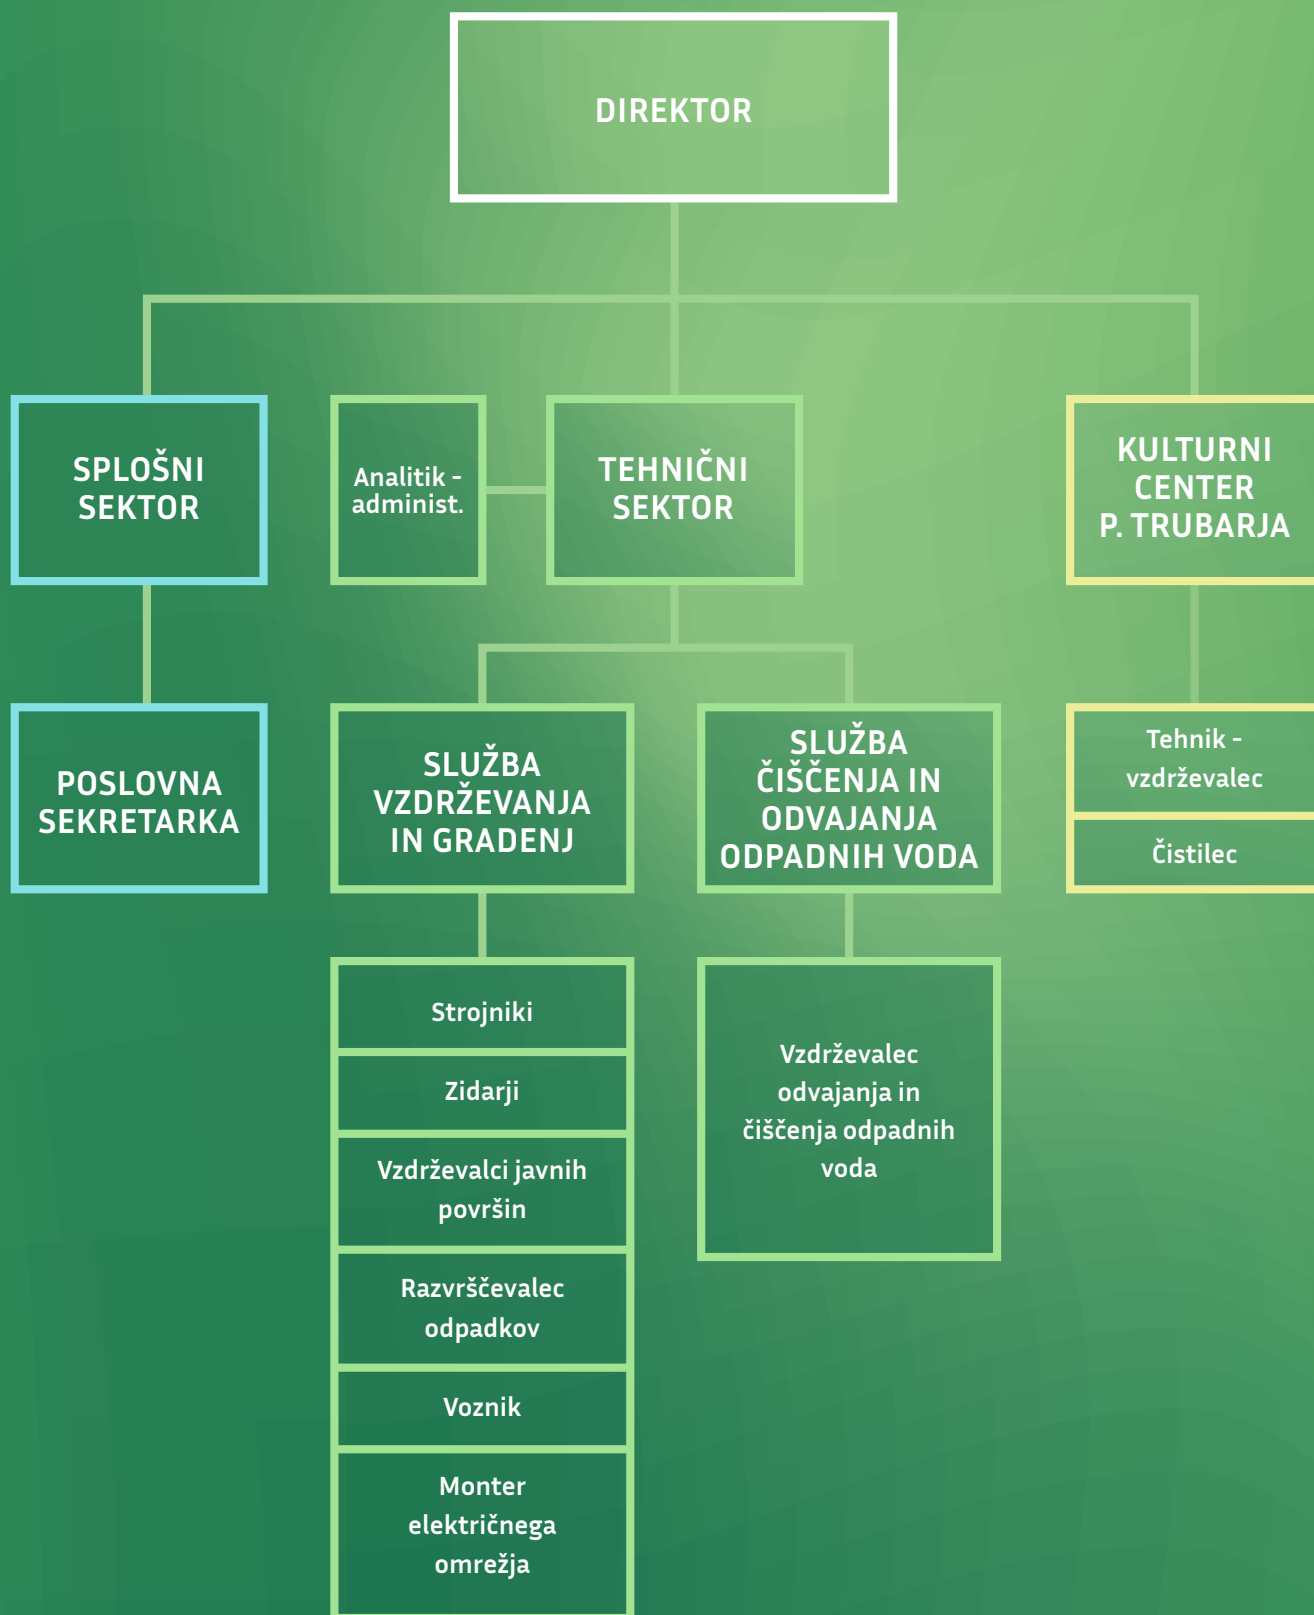 DIREKTOR
SPLOŠNI
SEKTOR
Analitik -
administ.
TEHNIČNI
SEKTOR
KULTURNI
CENTER
P. TRUBARJA
POSLOVNA
SEKRETARKA
SLUŽBA
VZDRŽEVANJA
IN GRADENJ
SLUŽBA
ČIŠČENJA IN
ODVAJANJA
ODPADNIH VODA
Tehnik -
vzdrževalec
Čistilec
Strojniki
Zidarji
Vzdrževalci javnih
površin
Razvrščevalec
odpadkov
Voznik
Monter
električnega
omrežja
Vzdrževalec
odvajanja in
čiščenja odpadnih
voda